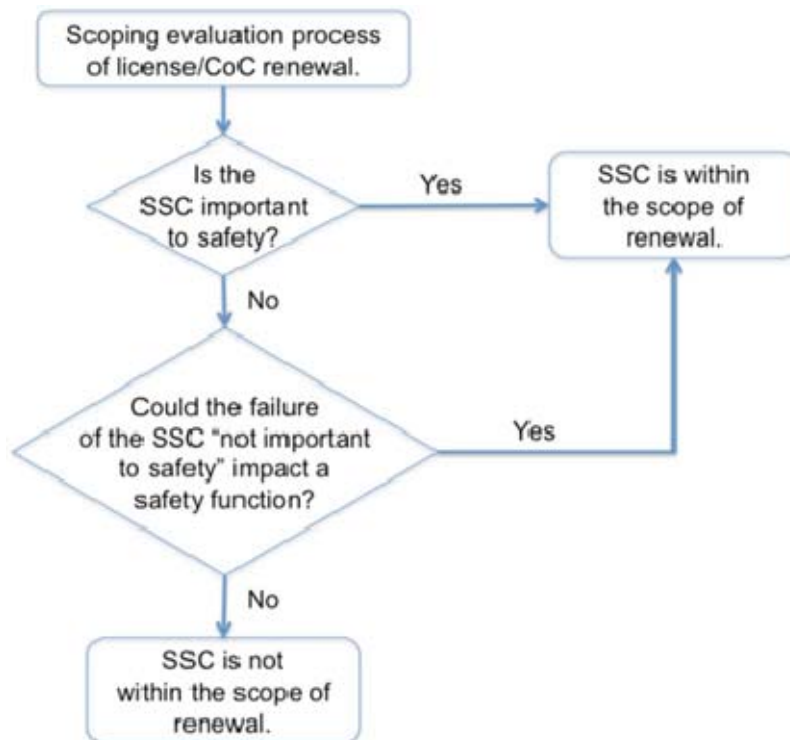 Scoping evaluation process
of license/CoC renewal.
Is the
SSC important
to safety?
Yes
SSC is within
the scope of
renewal.
No
Could the failure
of the SSC “not important
to safety” impact a
safety function?
Yes
No
SSC is not
within the scope of
renewal.